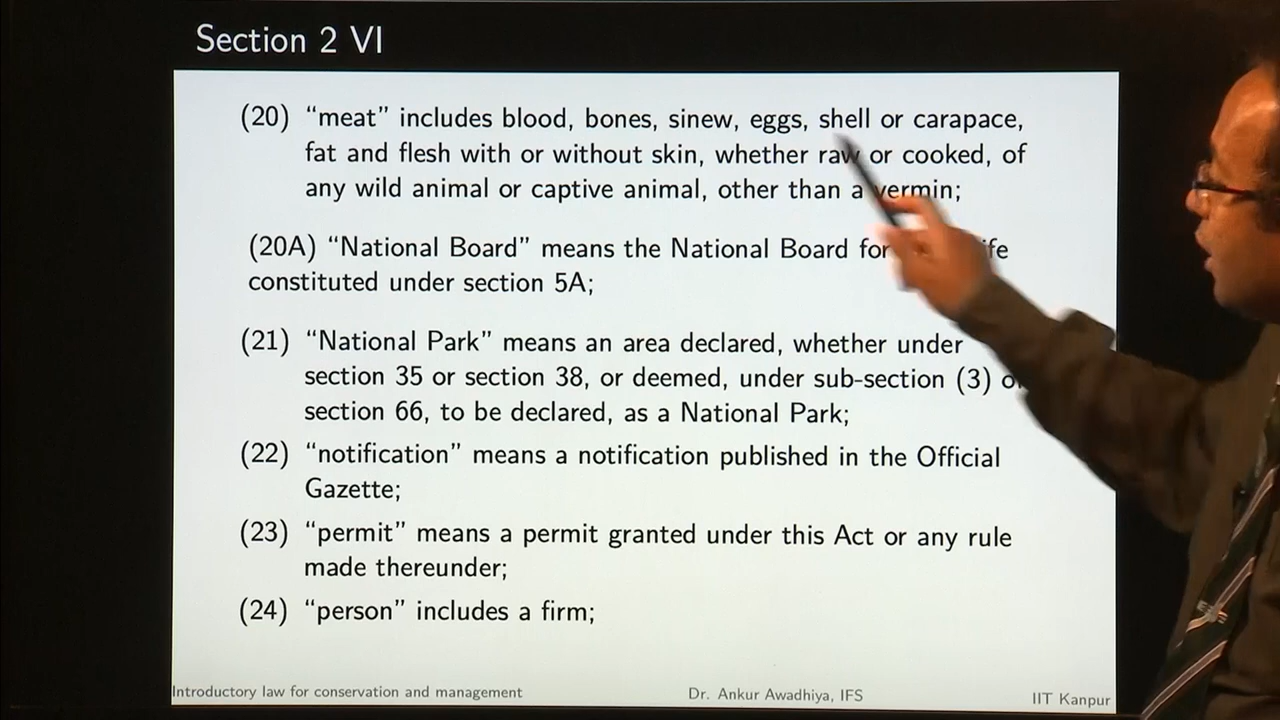 Section 2 VI
(20) “meat” includes blood, bones, sinew, eggs, shell or carapace,
fat and flesh with or without skin, whether raw or cooked, of
any wild animal or captive animal, other than a vermin;
(20A) “National Board” means the National Board for
constituted under section 5A;
(21) “National Park” means an area declared, whether under
section 35 or section 38, or deemed, under sub-section (3) of
section 66, to be declared, as a National Park;
(22) “notification” means a notification published in the Official
Gazette;
(23) “permit” means a permit granted under this Act or any rule
made thereunder;
(24) “person” includes a firm;
Introductory law for conservation and management Dr. Ankur Awadhiya, IFS IIT Kanpur